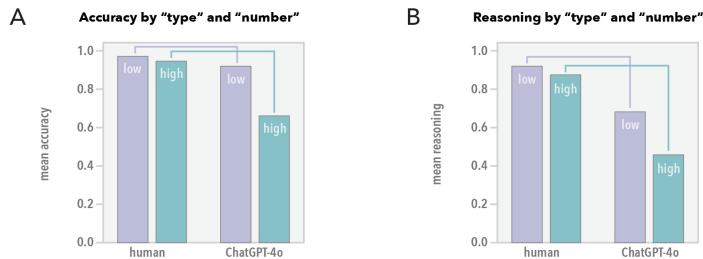 A
Accuracy by “type” and “number”
mean accuracy
1.0
0.8
0.6
0.4
0.2
0.0
low
high
low
high
human
ChatGPT-4o
B
Reasoning by “type” and “number”
mean reasoning
1.0
0.8
0.6
0.4
0.2
0.0
low
high
low
high
human
ChatGPT-4o